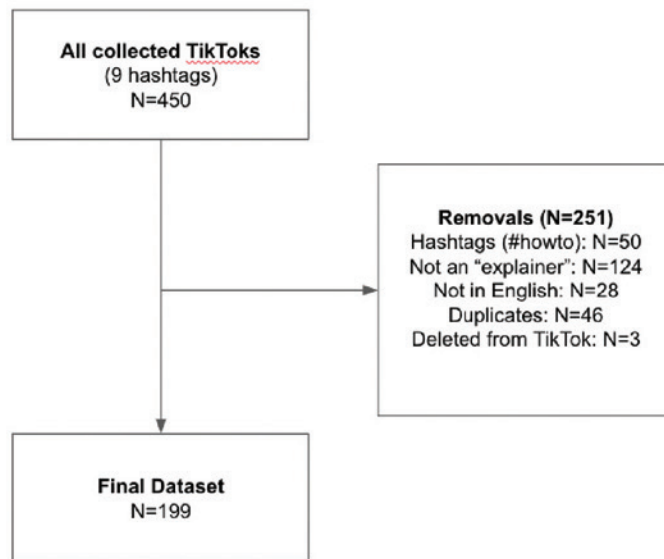 All collected TikToks
(9 hashtags)
N=450
Removals (N=251)
Hashtags (#howto): N=50
Not an “explainer”: N=124
Not in English: N=28
Duplicates: N=46
Deleted from TikTok: N=3
Final Dataset
N=199